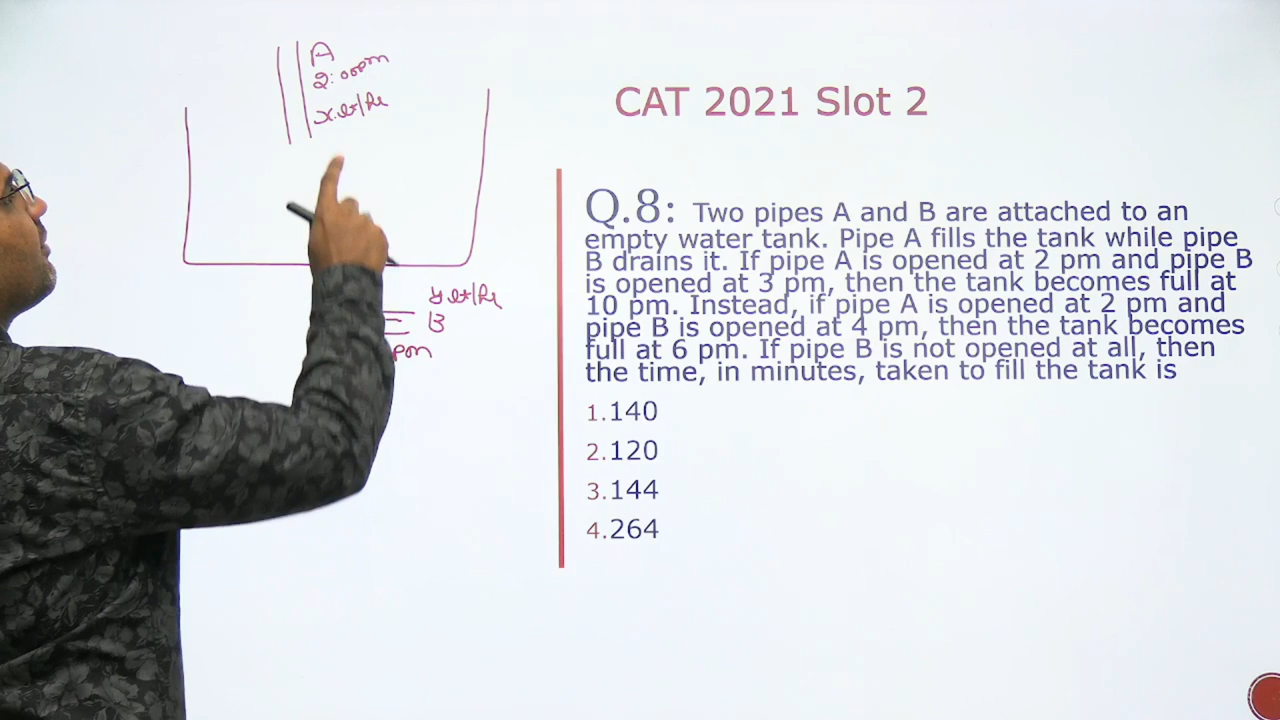 A
2:00pm
x lt/hr
y lt/hr
B
pm
CAT 2021 Slot 2
Q.8: Two pipes A and B are attached to an
empty water tank. Pipe A fills the tank while pipe
B drains it. If pipe A is opened at 2 pm and pipe B
is opened at 3 pm, then the tank becomes full at
10 pm. Instead, if pipe A is opened at 2 pm and
pipe B is opened at 4 pm, then the tank becomes
full at 6 pm. If pipe B is not opened at all, then
the time, in minutes, taken to fill the tank is
1.140
2.120
3.144
4.264